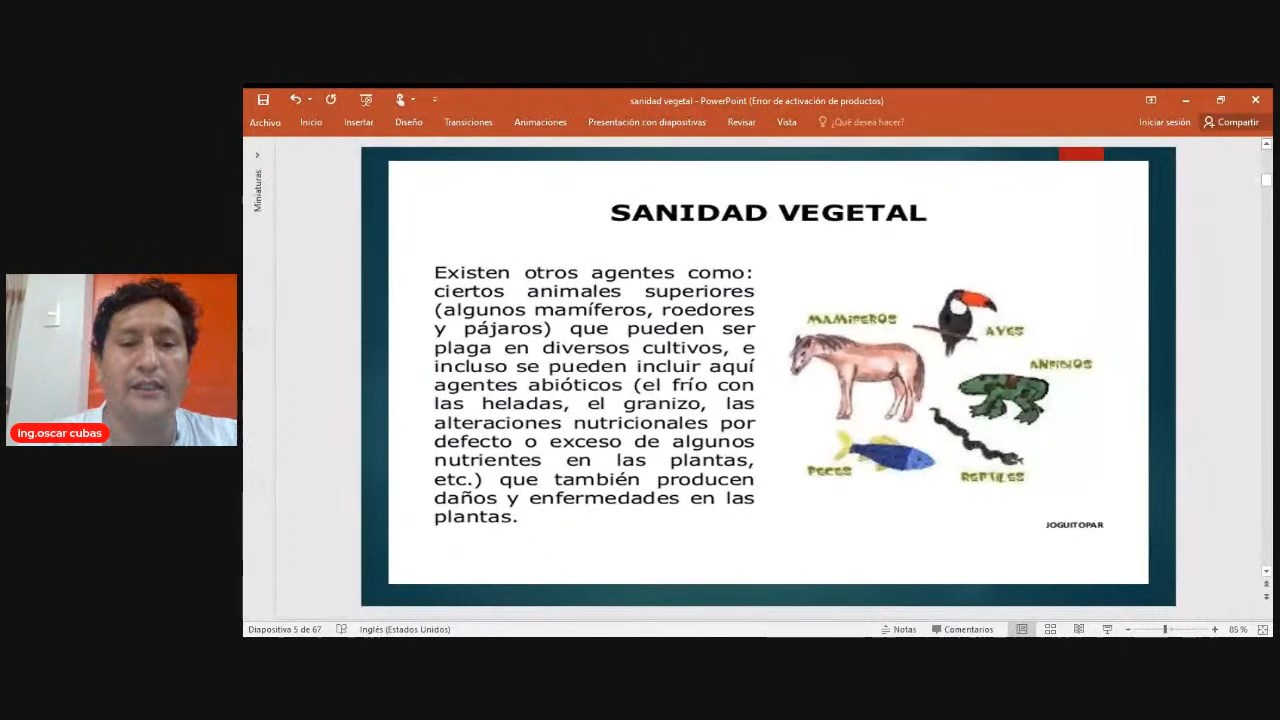 sanidad vegetal - PowerPoint (Error de activación de productos)
Archivo Inicio Insertar Diseño Transiciones Animaciones Presentación con diapositivas Revisar Vista ¿Qué desea hacer? Iniciar sesión Compartir
Miniaturas
SANIDAD VEGETAL
Existen otros agentes como:
ciertos animales superiores
(algunos mamíferos, roedores
y pájaros) que pueden ser
plaga en diversos cultivos, e
incluso se pueden incluir aquí
agentes abióticos (el frío con
las heladas, el granizo, las
alteraciones nutricionales por
defecto o exceso de algunos
nutrientes en las plantas,
etc.) que también producen
daños y enfermedades en las
plantas.
MAMIFEROS
AVES
ANFIBIOS
PECES
REPTILES
JOGUITOPAR
ing.oscar cubas
Diapositiva 5 de 67 Inglés (Estados Unidos) Notas Comentarios 85 %